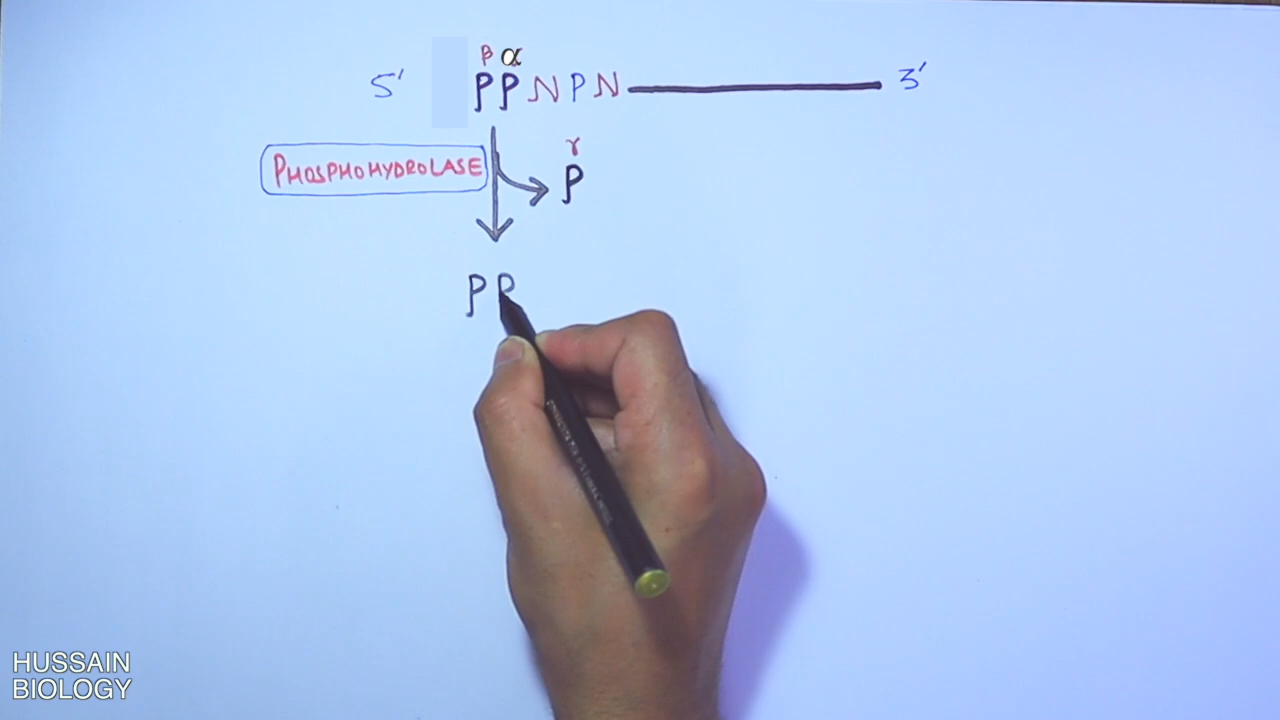 β α
5' PPNPN 3'
γ
PHOSPHOHYDROLASE P
PP
HUSSAIN
BIOLOGY